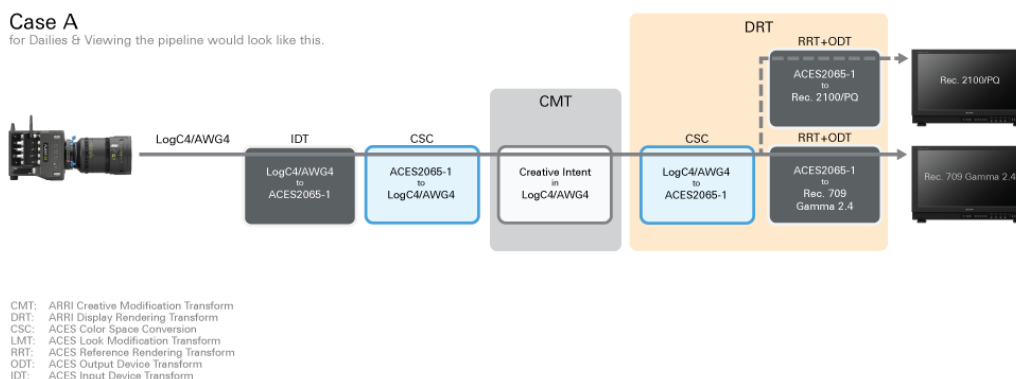 Case A
for Dailies & Viewing the pipeline would look like this.
DRT
RRT+ODT
ACES2065-1
to
Rec. 2100/PQ
Rec. 2100/PQ
CMT
LogC4/AWG4
IDT
CSC
CSC
RRT+ODT
LogC4/AWG4
to
ACES2065-1
ACES2065-1
to
LogC4/AWG4
Creative Intent
in
LogC4/AWG4
LogC4/AWG4
to
ACES2065-1
ACES2065-1
to
Rec. 709
Gamma 2.4
Rec. 709 Gamma 2.4
CMT: ARRI Creative Modification Transform
DRT: ARRI Display Rendering Transform
CSC: ACES Color Space Conversion
LMT: ACES Look Modification Transform
RRT: ACES Reference Rendering Transform
ODT: ACES Output Device Transform
IDT: ACES Input Device Transform